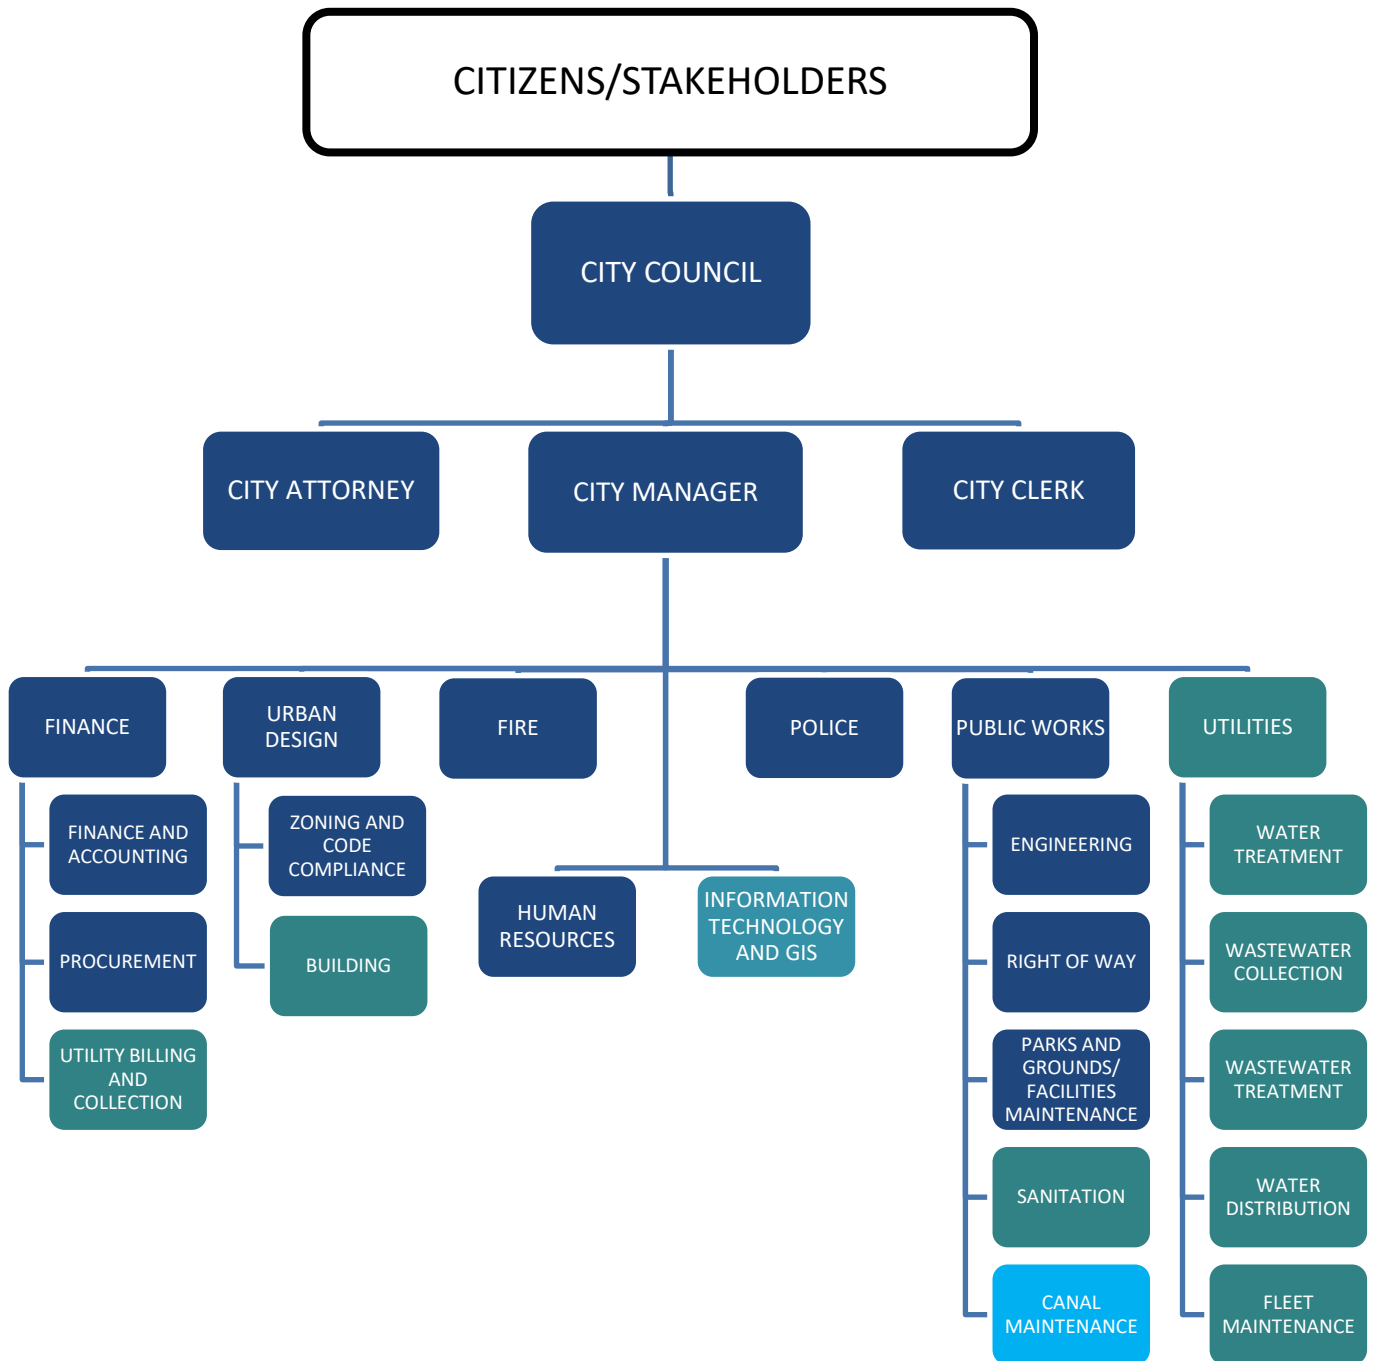 CITIZENS/STAKEHOLDERS
CITY COUNCIL
CITY ATTORNEY
CITY MANAGER
CITY CLERK
FINANCE
URBAN
DESIGN
FIRE
POLICE
PUBLIC WORKS
UTILITIES
FINANCE AND
ACCOUNTING
PROCUREMENT
UTILITY BILLING
AND
COLLECTION
ZONING AND
CODE
COMPLIANCE
BUILDING
HUMAN
RESOURCES
INFORMATION
TECHNOLOGY
AND GIS
ENGINEERING
RIGHT OF WAY
PARKS AND
GROUNDS/
FACILITIES
MAINTENANCE
SANITATION
CANAL
MAINTENANCE
WATER
TREATMENT
WASTEWATER
COLLECTION
WASTEWATER
TREATMENT
WATER
DISTRIBUTION
FLEET
MAINTENANCE